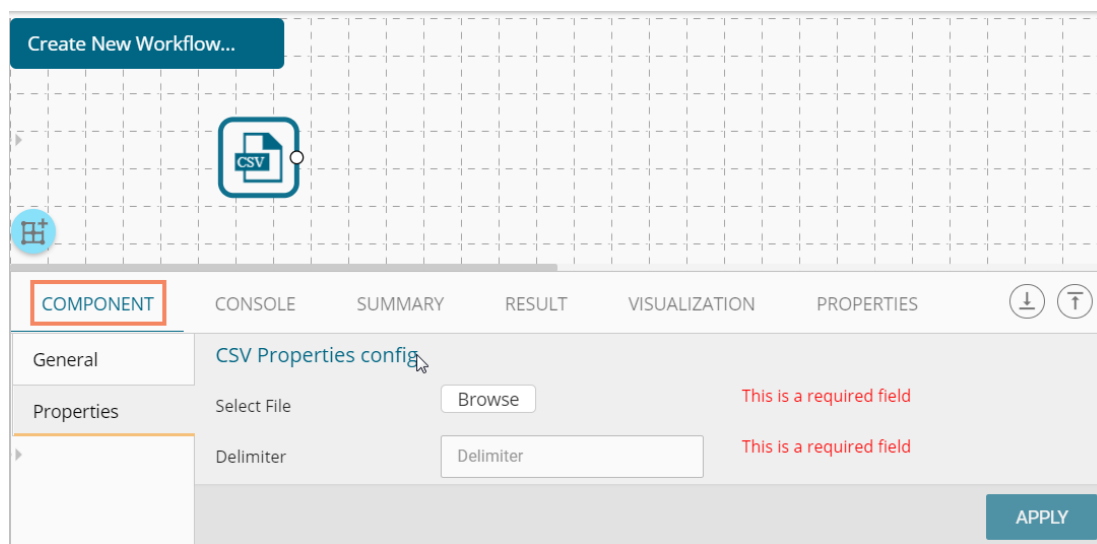 Create New Workflow...
CSV
COMPONENT CONSOLE SUMMARY RESULT VISUALIZATION PROPERTIES
General
CSV Properties config
Select File Browse This is a required field
Properties
Delimiter Delimiter This is a required field
APPLY